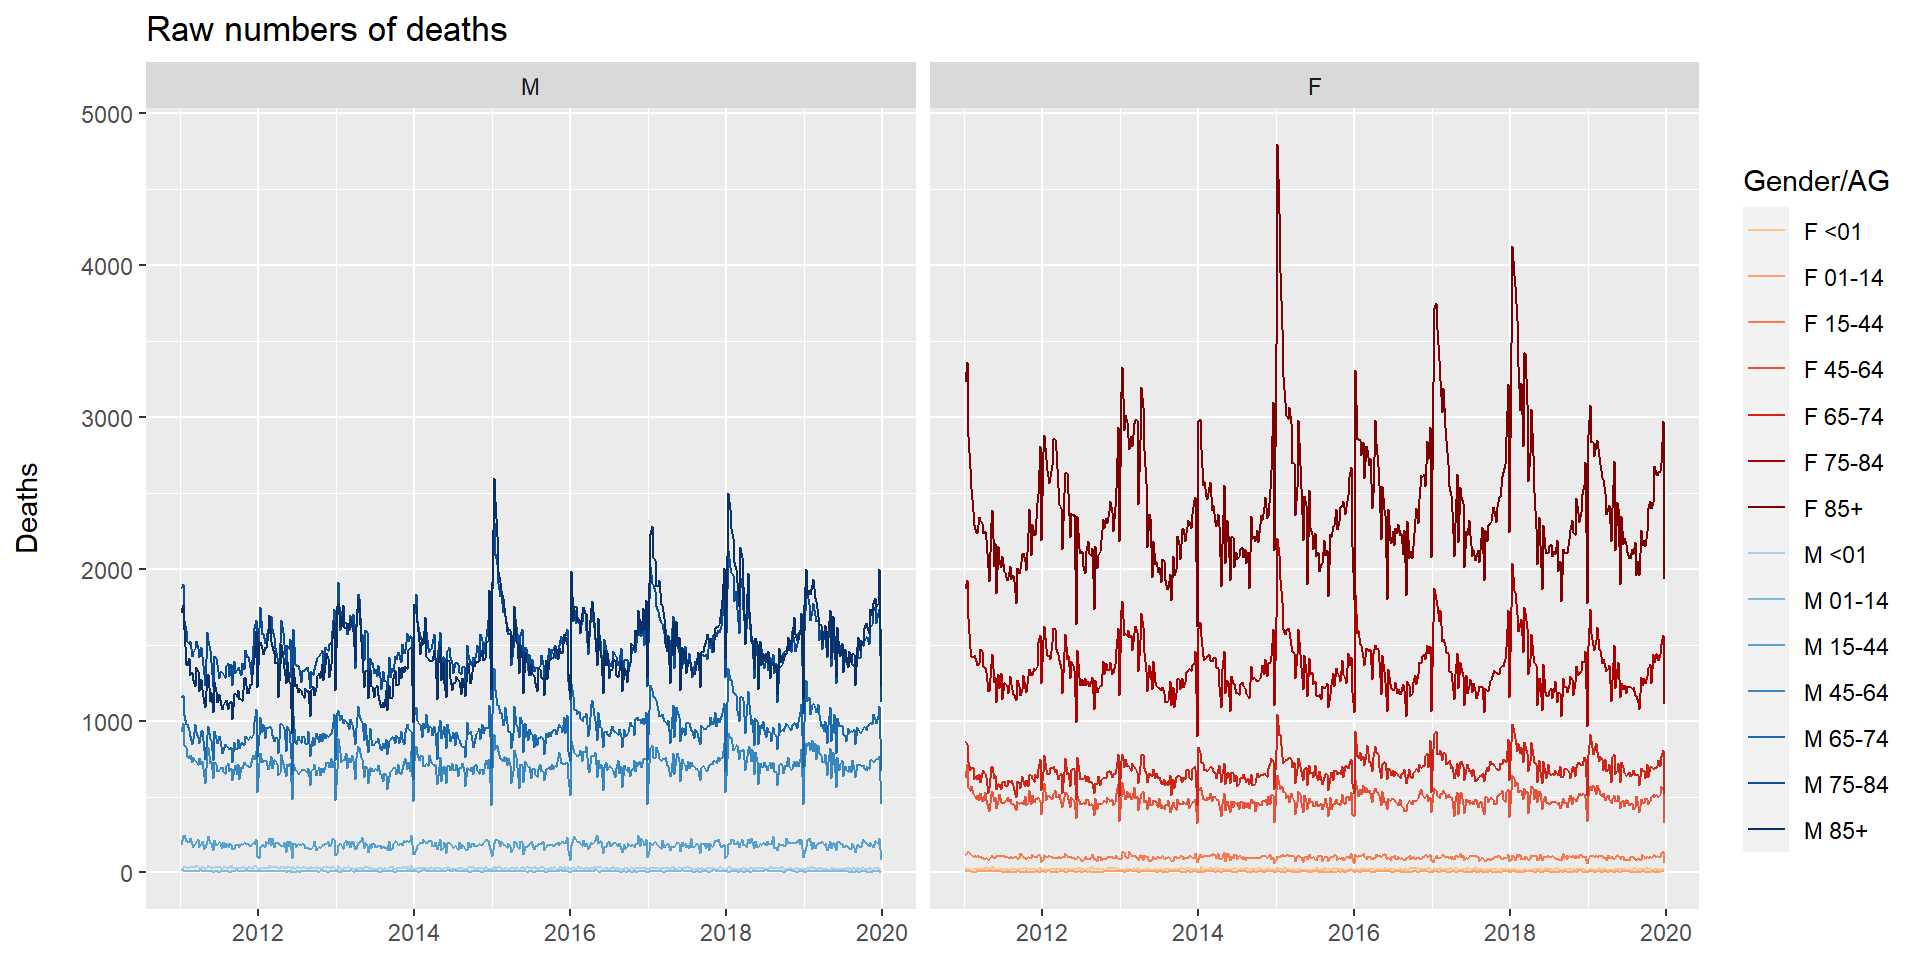 Raw numbers of deaths
M
F
5000
4000
3000
2000
1000
0
Deaths
2012
2014
2016
2018
2020
2012
2014
2016
2018
2020
Gender/AG
F <01
F 01-14
F 15-44
F 45-64
F 65-74
F 75-84
F 85+
M <01
M 01-14
M 15-44
M 45-64
M 65-74
M 75-84
M 85+